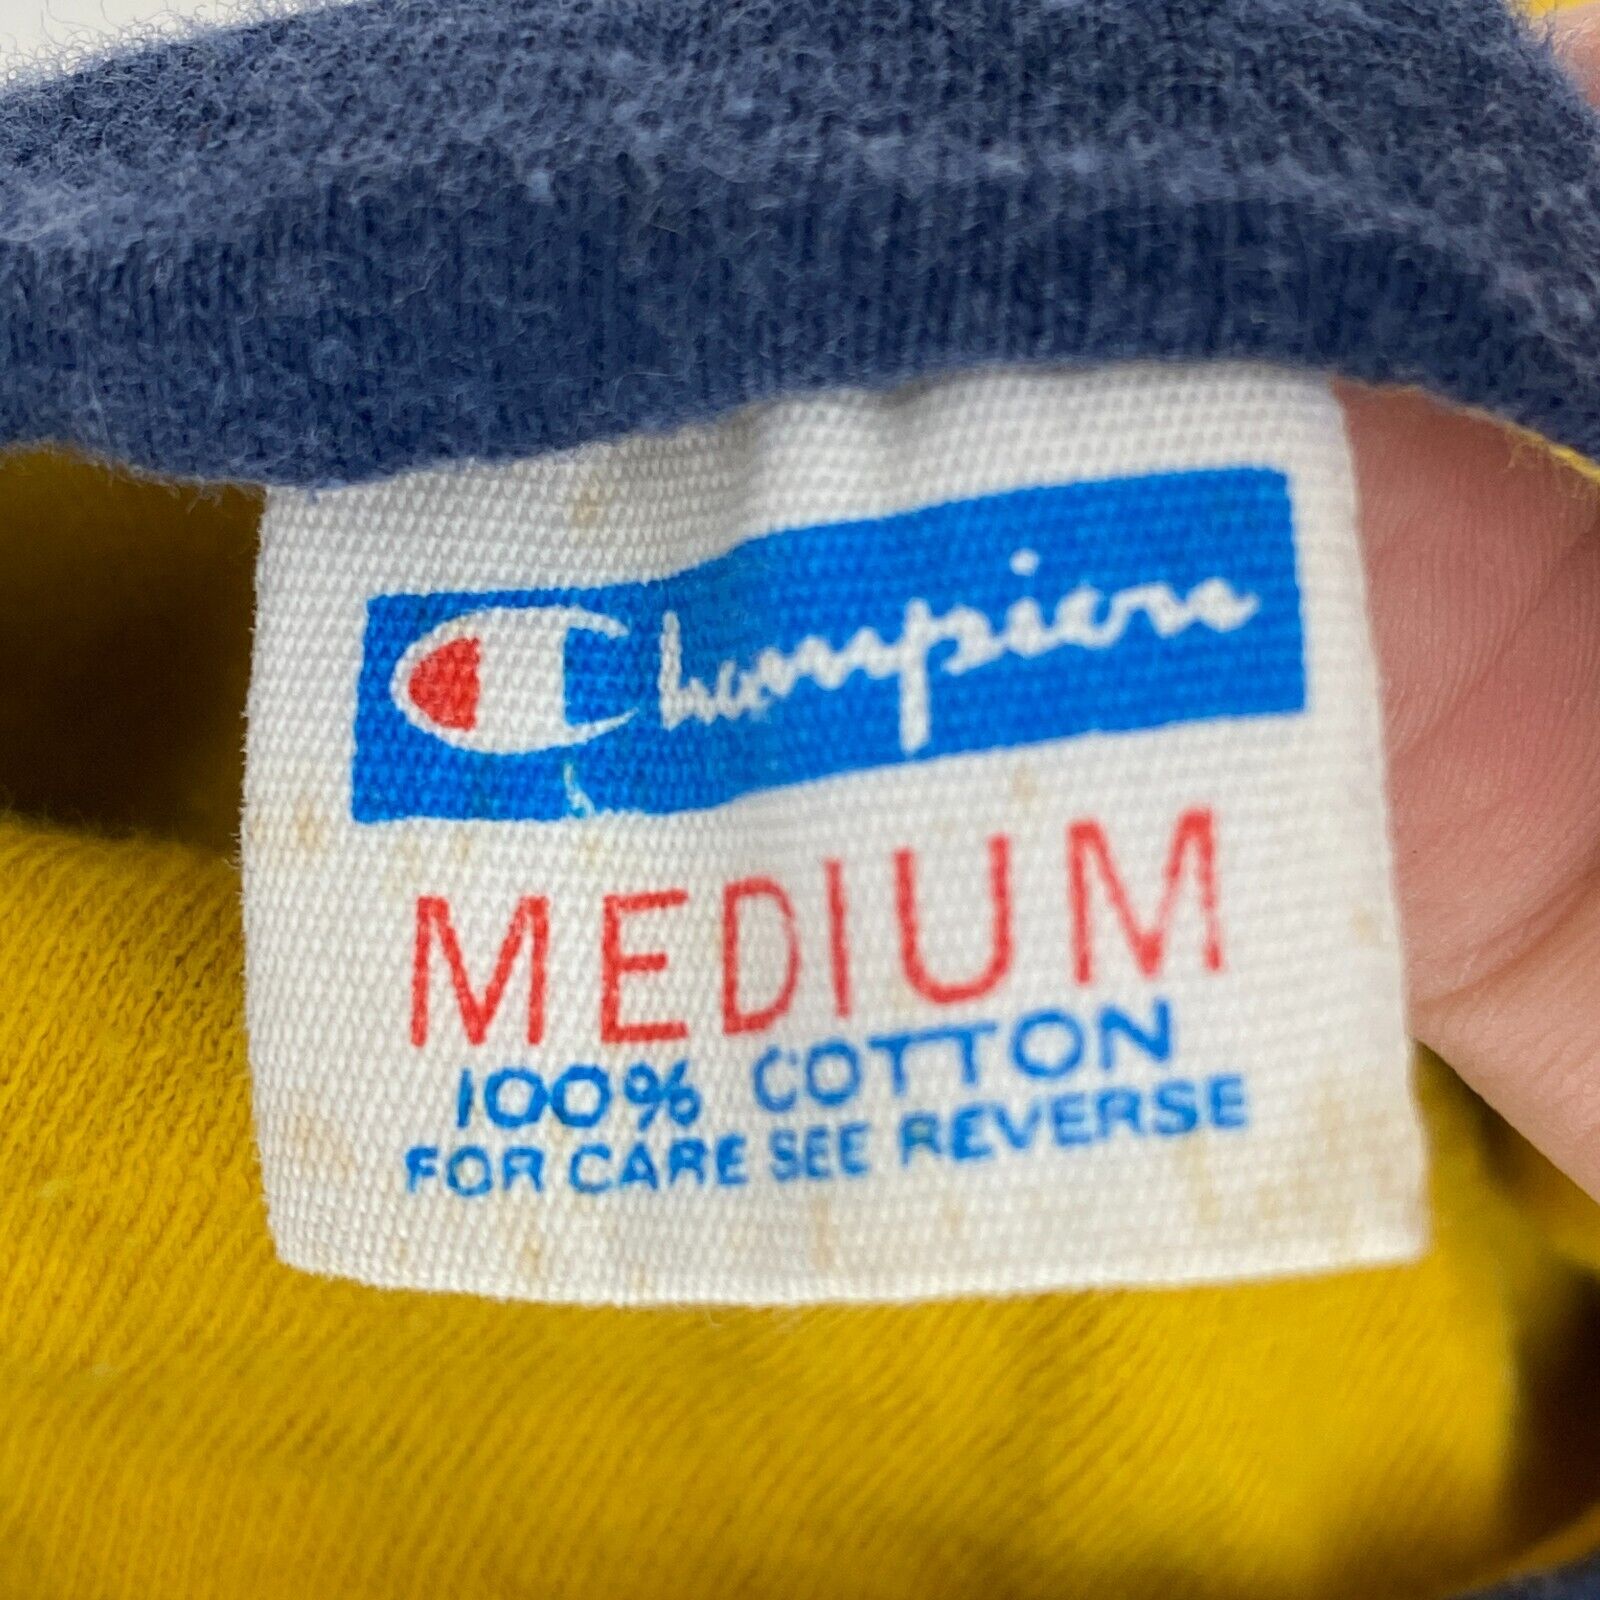 Champion
MEDIUM
100% COTTON
FOR CARE SEE REVERSE